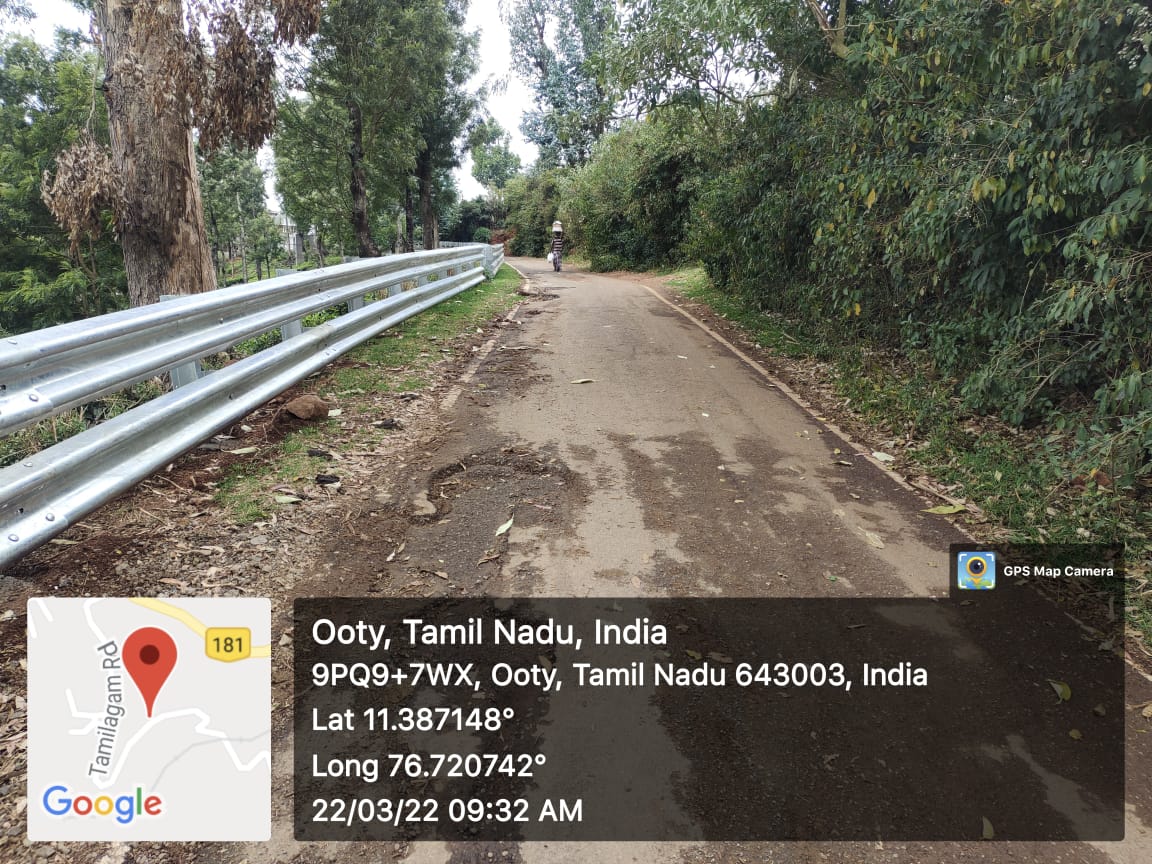 GPS Map Camera
181
Tamilagam Rd
Google
Ooty, Tamil Nadu, India
9PQ9+7WX, Ooty, Tamil Nadu 643003, India
Lat 11.387148°
Long 76.720742°
22/03/22 09:32 AM